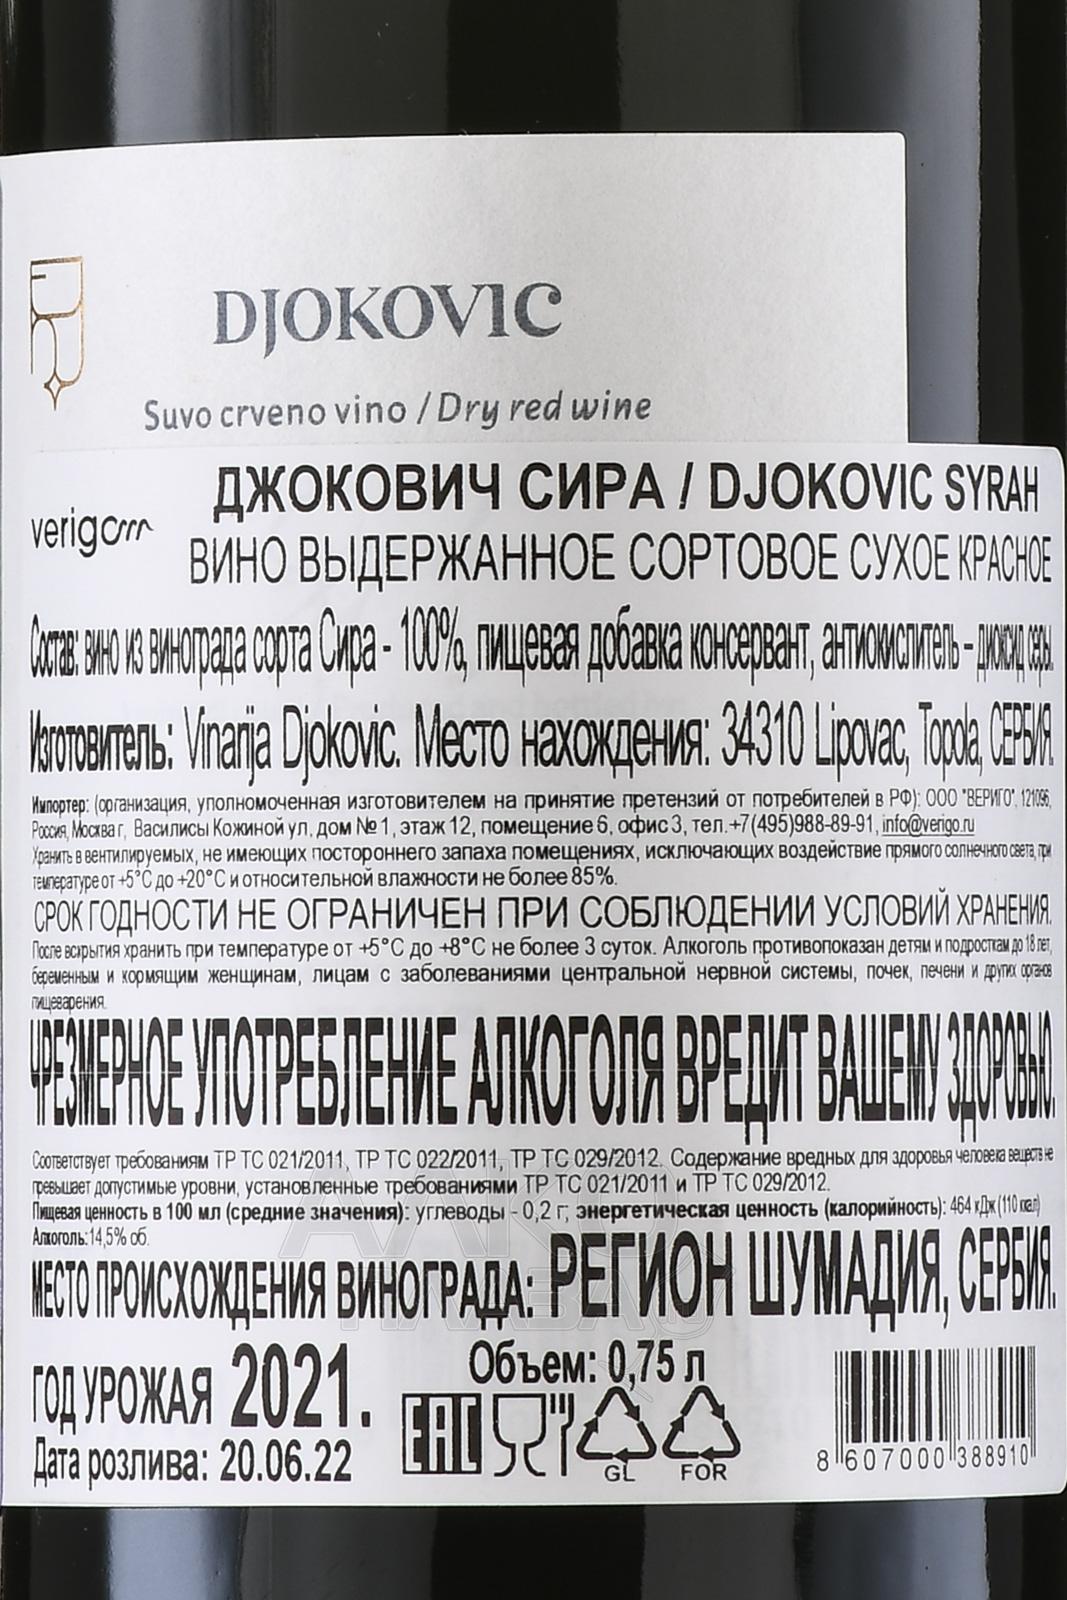 DJOKOVIC
Suvo crveno vino / Dry red wine
ДЖОКОВИЧ СИРА / DJOKOVIC SYRAH
verigo
ВИНО ВЫДЕРЖАННОЕ СОРТОВОЕ СУХОЕ КРАСНОЕ
Состав: вино из винограда сорта Сира - 100%, пищевая добавка консервант, антиокислитель – диоксид серы.
Изготовитель: Vinarija Djokovic. Место нахождения: 34310 Lipovac, Topola, СЕРБИЯ.
Импортер: (организация, уполномоченная изготовителем на принятие претензий от потребителей в РФ): ООО "ВЕРИГО", 121096,
Россия, Москва г, Василисы Кожиной ул, дом №1, этаж 12, помещение 6, офис 3, тел.+7(495)988-89-91, info@verigo.ru
Хранить в вентилируемых, не имеющих постороннего запаха помещениях, исключающих воздействие прямого солнечного света, при
температуре от +5°С до +20°С и относительной влажности не более 85%.
СРОК ГОДНОСТИ НЕ ОГРАНИЧЕН ПРИ СОБЛЮДЕНИИ УСЛОВИЙ ХРАНЕНИЯ.
После вскрытия хранить при температуре от +5°С до +8°С не более 3 суток. Алкоголь противопоказан детям и подросткам до 18 лет,
беременным и кормящим женщинам, лицам с заболеваниями центральной нервной системы, почек, печени и других органов
пищеварения.
ЧРЕЗМЕРНОЕ УПОТРЕБЛЕНИЕ АЛКОГОЛЯ ВРЕДИТ ВАШЕМУ ЗДОРОВЬЮ.
Соответствует требованиям ТР ТС 021/2011, ТР ТС 022/2011, ТР ТС 029/2012. Содержание вредных для здоровья человека веществ не
превышает допустимые уровни, установленные требованиями ТР ТС 021/2011 и ТР ТС 029/2012.
Пищевая ценность в 100 мл (средние значения): углеводы - 0,2 г; энергетическая ценность (калорийность): 464 кДж (110 ккал)
Алкоголь:14,5% об.
МЕСТО ПРОИСХОЖДЕНИЯ ВИНОГРАДА: РЕГИОН ШУМАДИЯ, СЕРБИЯ.
ГОД УРОЖАЯ 2021.
Объем: 0,75 л
Дата розлива: 20.06.22
EAC
GL
FOR
8 607000 388910